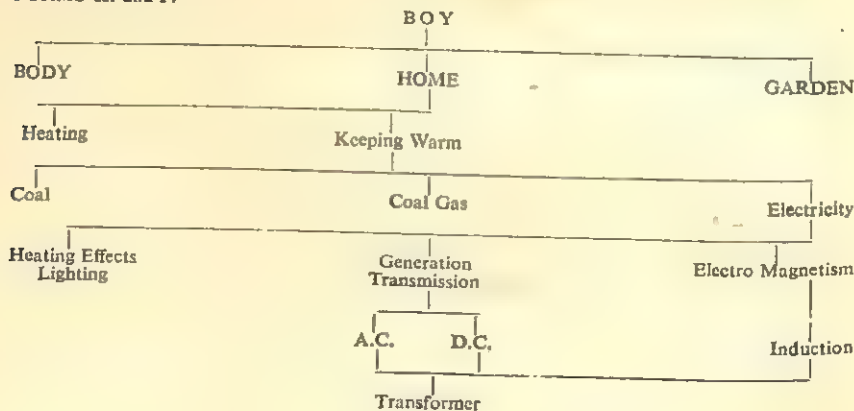 BOY
BODY HOME GARDEN
Heating Keeping Warm
Coal Coal Gas Electricity
Heating Effects Generation Electro Magnetism
Lighting Transmission
A.C. D.C. Induction
Transformer